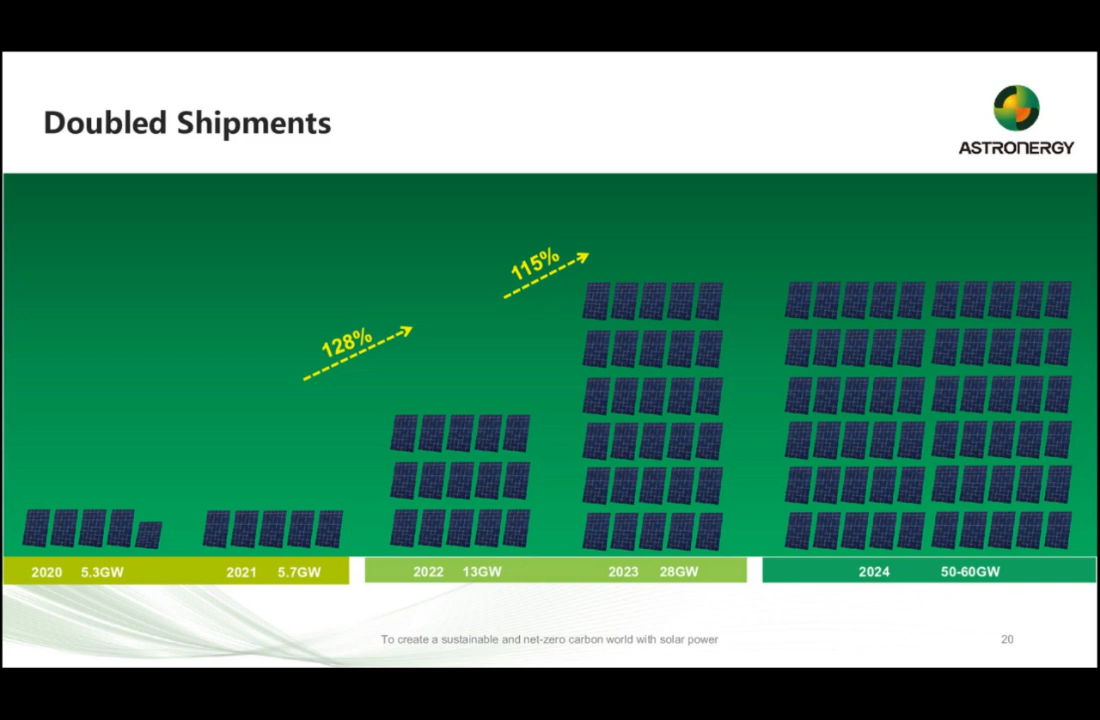 Doubled Shipments
ASTRONERGY
115%
128%
2020 5.3GW
2021 5.7GW
2022 13GW
2023 28GW
2024 50-60GW
To create a sustainable and net-zero carbon world with solar power
20